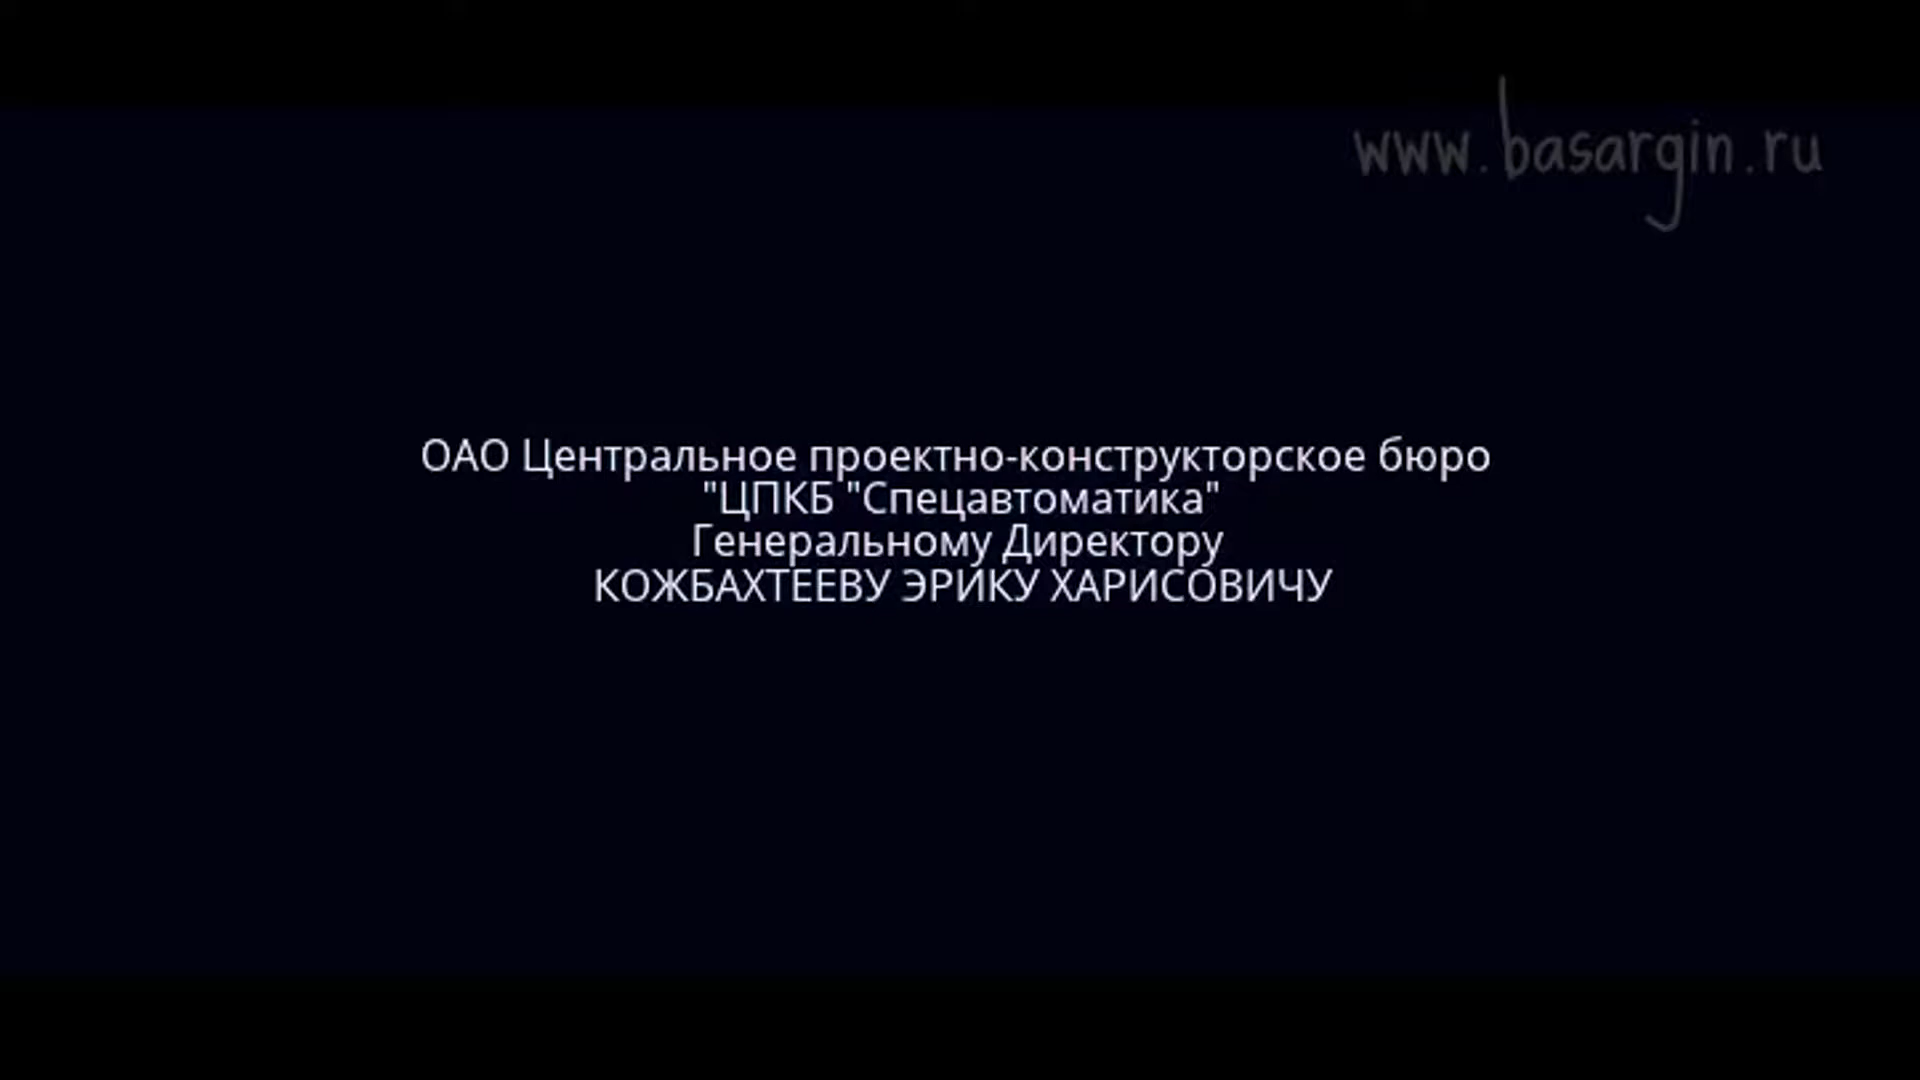 www.basargin.ru
ОАО Центральное проектно-конструкторское бюро
"ЦПКБ "Спецавтоматика"
Генеральному Директору
КОЖБАХТЕЕВУ ЭРИКУ ХАРИСОВИЧУ